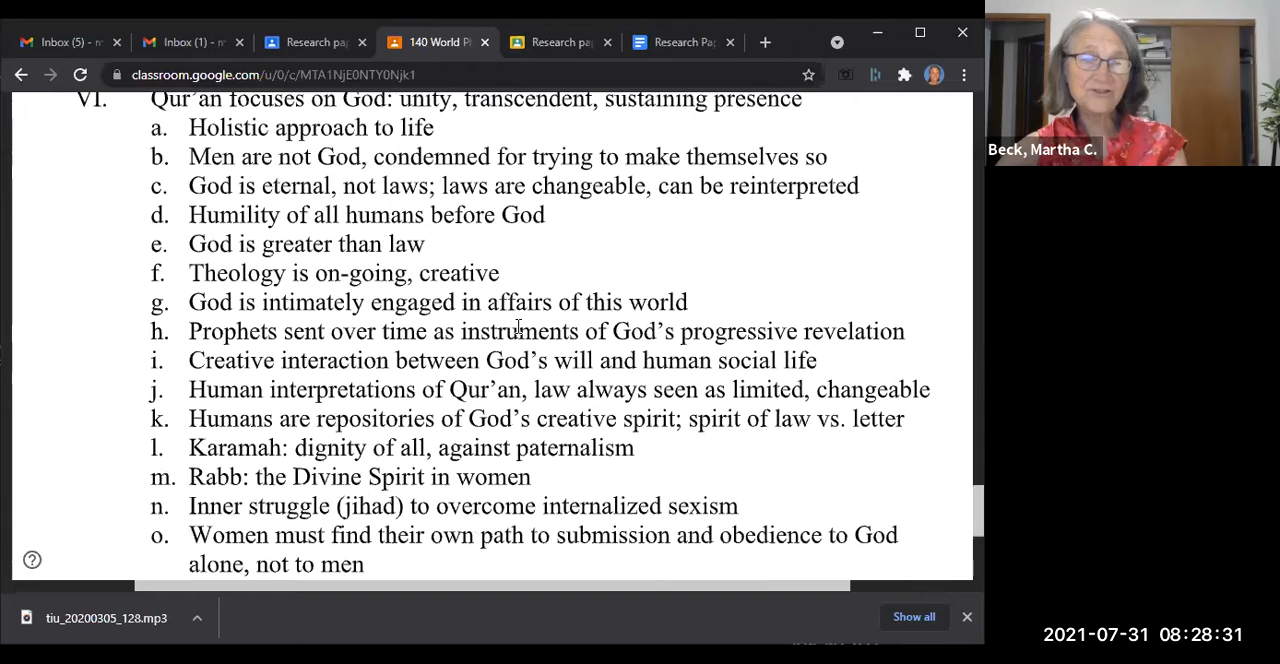 Inbox (5) - m
Inbox (1) - m
Research pap
140 World Ph
Research pap
Research Pap
classroom.google.com/u/0/c/MTA1NjE0NTY0Njk1
VI. Qur'an focuses on God: unity, transcendent, sustaining presence
a. Holistic approach to life
b. Men are not God, condemned for trying to make themselves so
c. God is eternal, not laws; laws are changeable, can be reinterpreted
d. Humility of all humans before God
e. God is greater than law
f. Theology is on-going, creative
g. God is intimately engaged in affairs of this world
h. Prophets sent over time as instruments of God's progressive revelation
i. Creative interaction between God's will and human social life
j. Human interpretations of Qur'an, law always seen as limited, changeable
k. Humans are repositories of God's creative spirit; spirit of law vs. letter
l. Karamah: dignity of all, against paternalism
m. Rabb: the Divine Spirit in women
n. Inner struggle (jihad) to overcome internalized sexism
o. Women must find their own path to submission and obedience to God
alone, not to men
tiu_20200305_128.mp3
Show all
Beck, Martha C.
2021-07-31 08:28:31